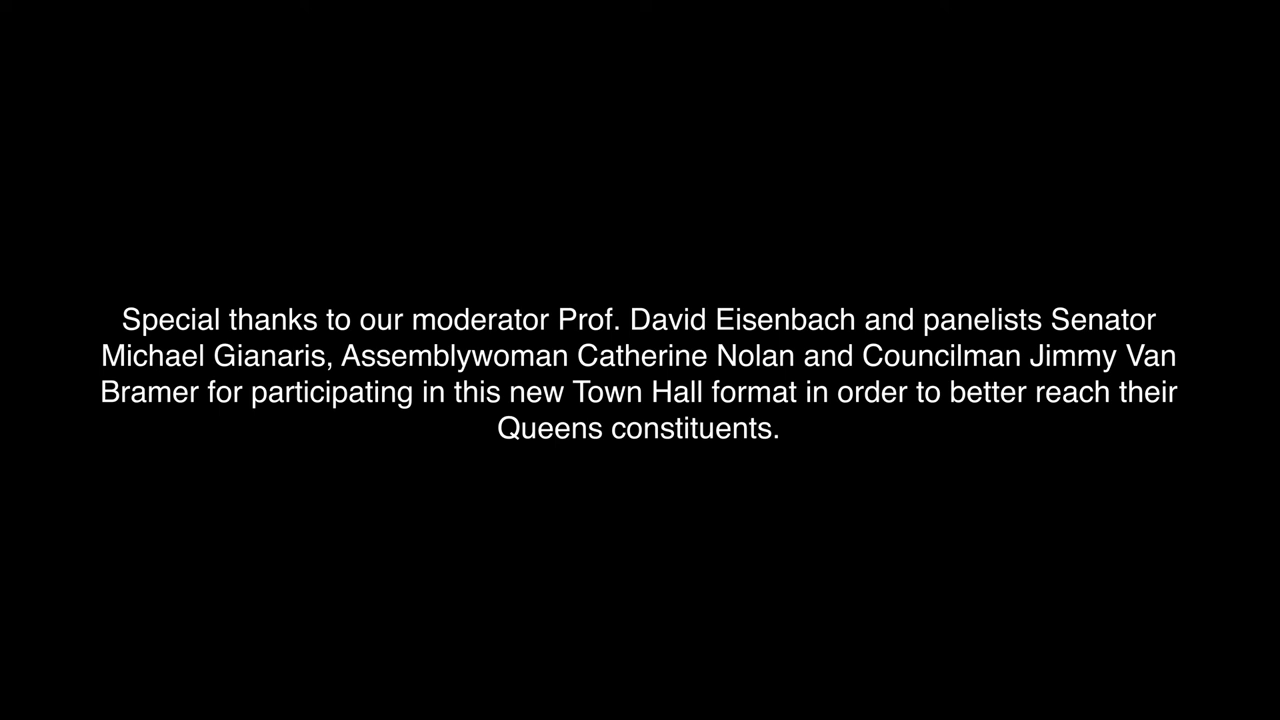 Special thanks to our moderator Prof. David Eisenbach and panelists Senator
Michael Gianaris, Assemblywoman Catherine Nolan and Councilman Jimmy Van
Bramer for participating in this new Town Hall format in order to better reach their
Queens constituents.